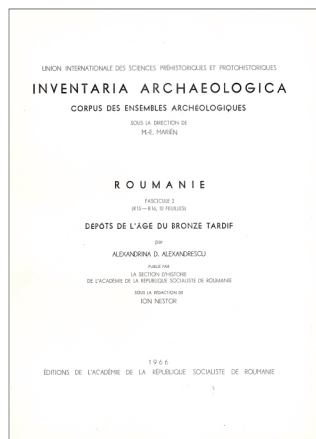 UNION INTERNATIONALE DES SCIENCES PRÉHISTORIQUES ET PROTOHISTORIQUES
INVENTARIA ARCHAEOLOGICA
CORPUS DES ENSEMBLES ARCHÉOLOGIQUES
SOUS LA DIRECTION DE
M.-E. MARIËN
ROUMANIE
FASCICULE 2
(R15—R16, 10 FEUILLES)
DÉPÔTS DE L'ÂGE DU BRONZE TARDIF
par
ALEXANDRINA D. ALEXANDRESCU
PUBLIÉ PAR
LA SECTION D'HISTOIRE
DE L'ACADÉMIE DE LA RÉPUBLIQUE SOCIALISTE DE ROUMANIE
SOUS LA RÉDACTION DE
ION NESTOR
1966
ÉDITIONS DE L'ACADÉMIE DE LA RÉPUBLIQUE SOCIALISTE DE ROUMANIE